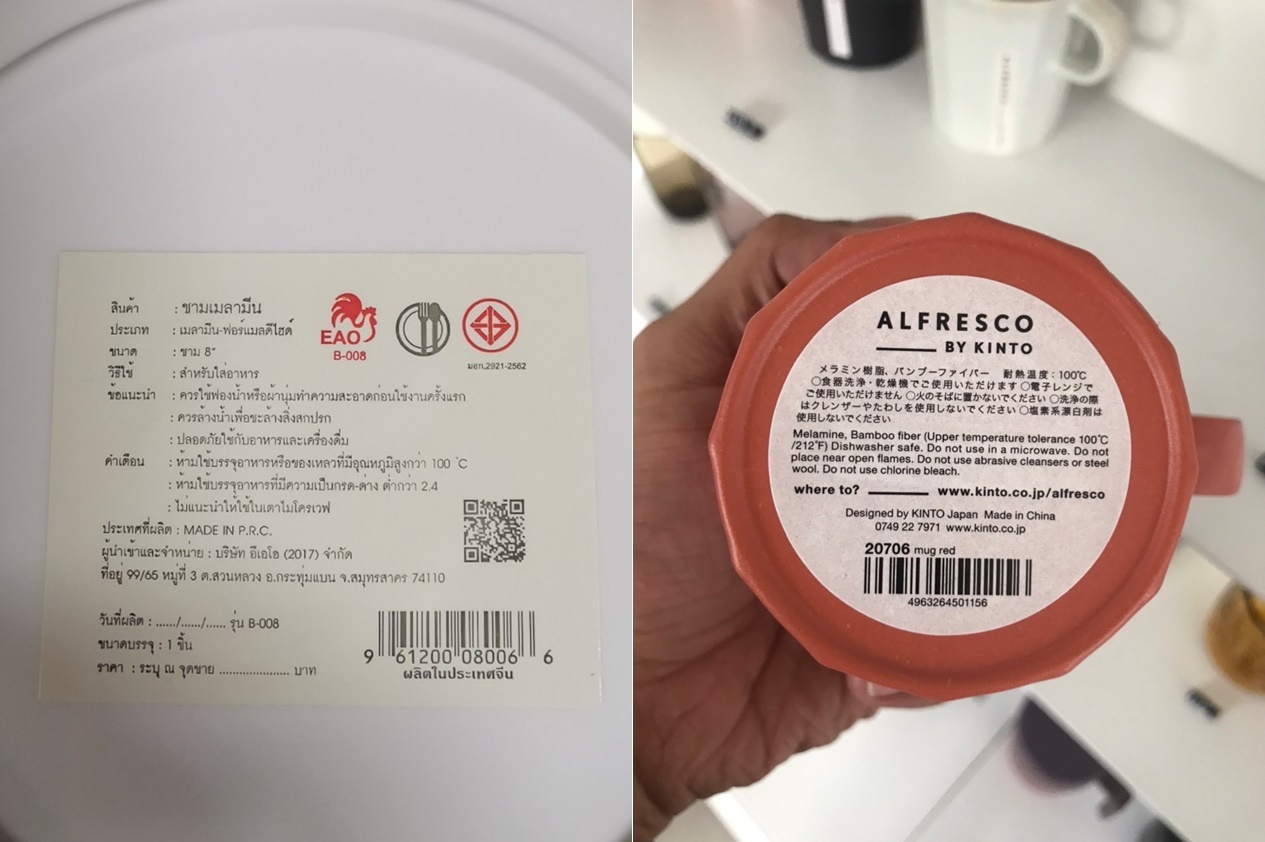 สินค้า : ชามเมลามีน
ประเภท : เมลามีน-ฟอร์แมลดีไฮด์
ขนาด : ชาม 8"
วิธีใช้ : สำหรับใส่อาหาร
ข้อแนะนำ : ควรใช้ฟองน้ำหรือผ้านุ่มทำความสะอาดก่อนใช้งานครั้งแรก
: ควรล้างน้ำเพื่อชะล้างสิ่งสกปรก
: ปลอดภัยใช้กับอาหารและเครื่องดื่ม
คำเตือน : ห้ามใช้บรรจุอาหารหรือของเหลวที่มีอุณหภูมิสูงกว่า 100 °C
: ห้ามใช้บรรจุอาหารที่มีความเป็นกรด-ด่าง ต่ำกว่า 2.4
: ไม่แนะนำให้ใช้ในเตาไมโครเวฟ
ประเทศที่ผลิต : MADE IN P.R.C.
ผู้นำเข้าและจำหน่าย : บริษัท อีเอโอ (2017) จำกัด
ที่อยู่ 99/65 หมู่ที่ 3 ต.สวนหลวง อ.กระทุ่มแบน จ.สมุทรสาคร 74110
วันที่ผลิต : ....../....../...... รุ่น B-008
ขนาดบรรจุ : 1 ชิ้น
ราคา : ระบุ ณ จุดขาย ...................... บาท
EAO
B-008
มอก.2921-2562
9 61200 08006 6
ผลิตในประเทศจีน
ALFRESCO
BY KINTO
メラミン樹脂、バンブーファイバー 耐熱温度：100℃
○食器洗浄・乾燥機でご使用いただけます ○電子レンジで
ご使用いただけません ○火のそばに置かないでください ○洗浄の際
はクレンザーやたわしを使用しないでください ○塩素系漂白剤は
使用しないでください
Melamine, Bamboo fiber (Upper temperature tolerance 100℃
/212℉) Dishwasher safe. Do not use in a microwave. Do not
place near open flames. Do not use abrasive cleansers or steel
wool. Do not use chlorine bleach.
where to? www.kinto.co.jp/alfresco
Designed by KINTO Japan Made in China
0749 22 7971 www.kinto.co.jp
20706 mug red
4963264501156